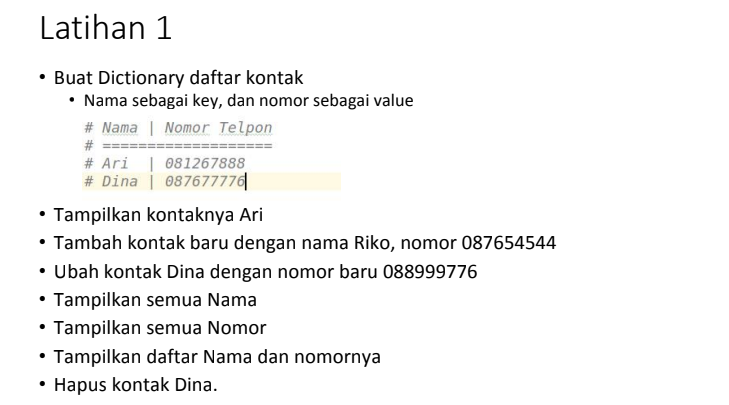 Latihan 1
• Buat Dictionary daftar kontak
• Nama sebagai key, dan nomor sebagai value
# Nama | Nomor Telpon
# ===================
# Ari  | 081267888
# Dina | 087677776
• Tampilkan kontaknya Ari
• Tambah kontak baru dengan nama Riko, nomor 087654544
• Ubah kontak Dina dengan nomor baru 088999776
• Tampilkan semua Nama
• Tampilkan semua Nomor
• Tampilkan daftar Nama dan nomornya
• Hapus kontak Dina.